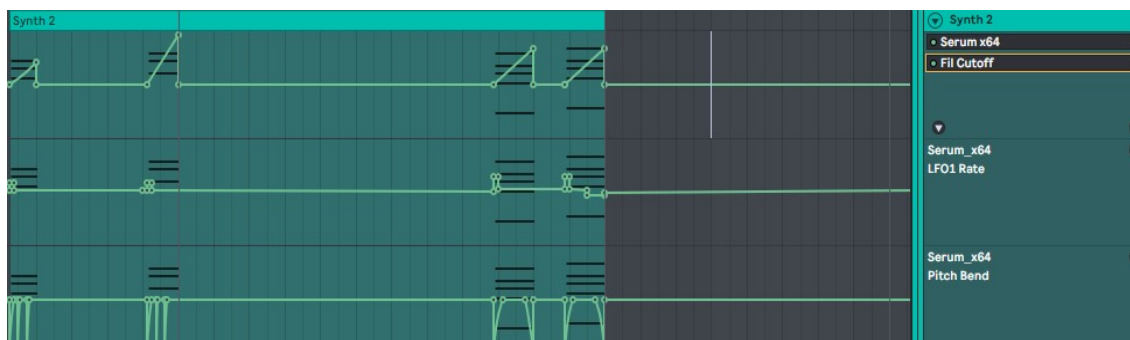 Synth 2
Synth 2
Serum x64
Fil Cutoff
Serum_x64
LFO1 Rate
Serum_x64
Pitch Bend